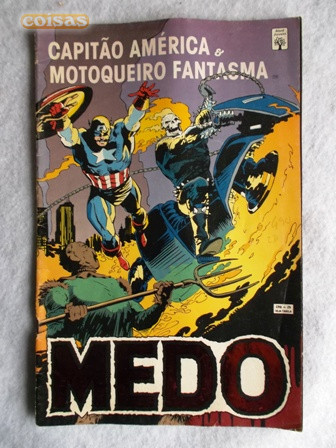 coisas
CAPITÃO AMÉRICA &
MOTOQUEIRO FANTASMA
MEDO